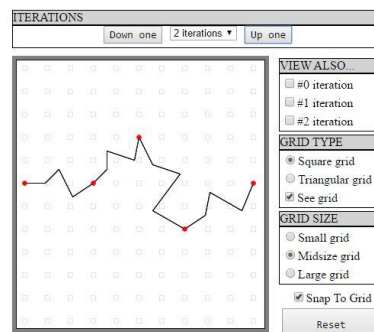 ITERATIONS
Down one 2 iterations Up one
VIEW ALSO...
#0 iteration
#1 iteration
#2 iteration
GRID TYPE
Square grid
Triangular grid
See grid
GRID SIZE
Small grid
Midsize grid
Large grid
Snap To Grid
Reset